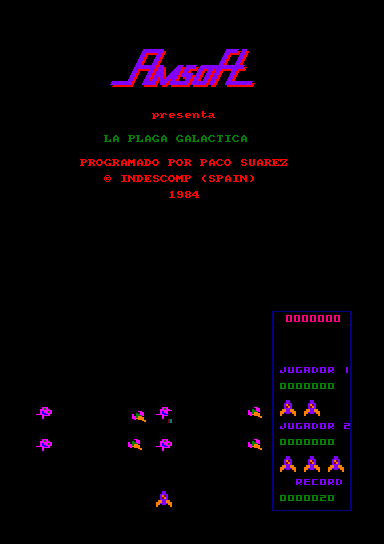 Amsoft
presenta
LA PLAGA GALACTICA
PROGRAMADO POR PACO SUAREZ
© INDESCOMP (SPAIN)
1984
0000000
JUGADOR 1
0000000
JUGADOR 2
0000000
RECORD
0000020